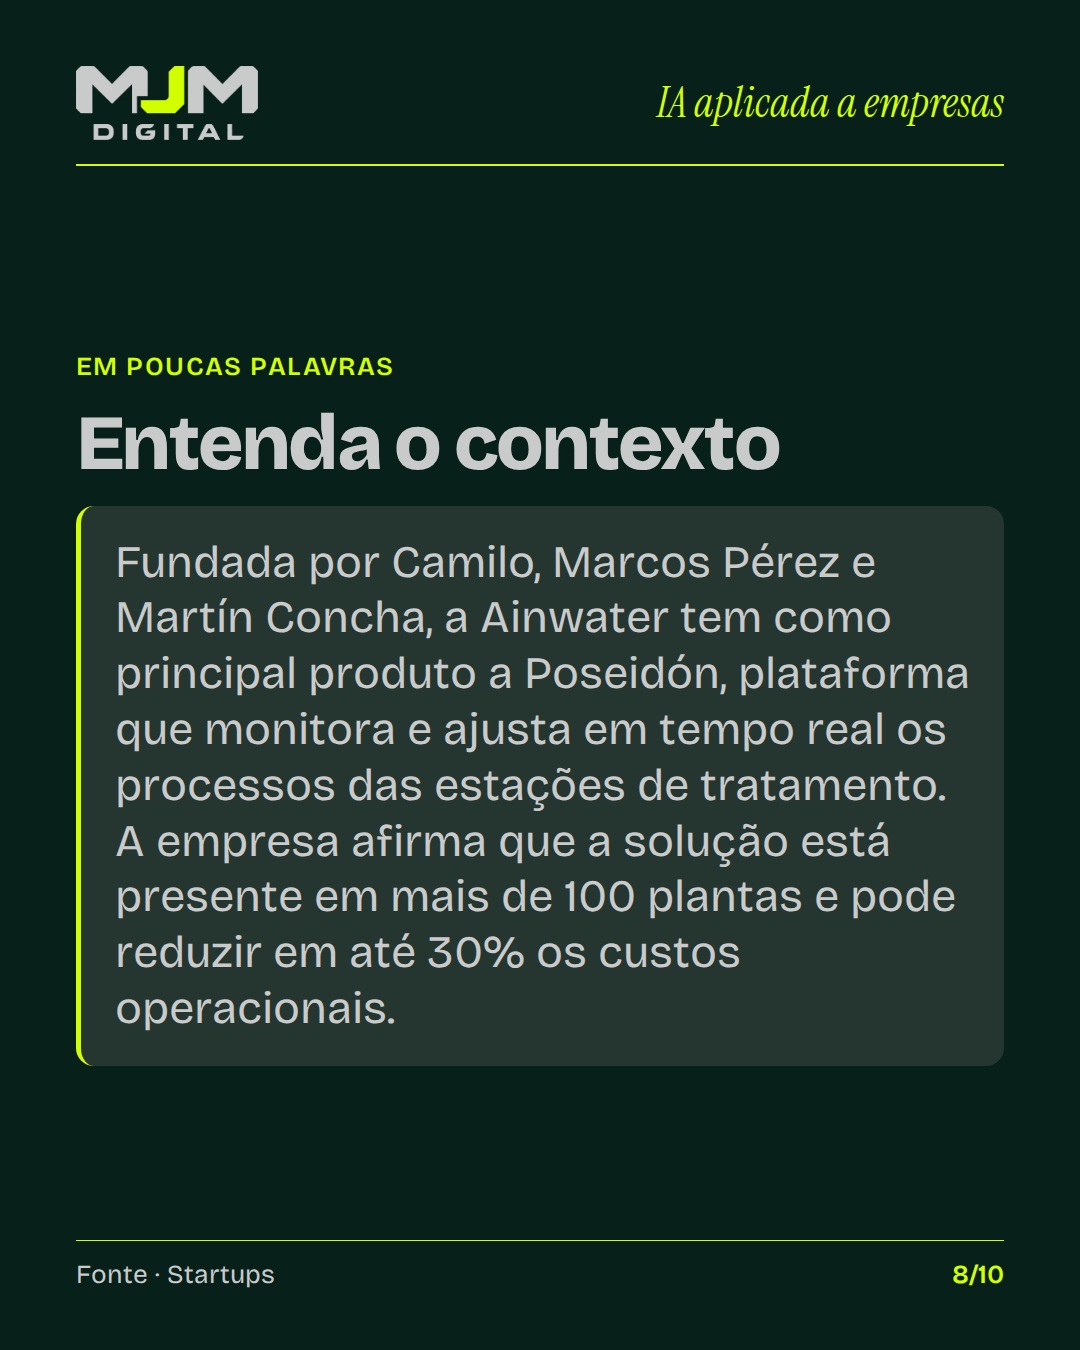 MJM
DIGITAL
IA aplicada a empresas
EM POUCAS PALAVRAS
Entenda o contexto
Fundada por Camilo, Marcos Pérez e
Martín Concha, a Ainwater tem como
principal produto a Poseidón, plataforma
que monitora e ajusta em tempo real os
processos das estações de tratamento.
A empresa afirma que a solução está
presente em mais de 100 plantas e pode
reduzir em até 30% os custos
operacionais.
Fonte · Startups
8/10